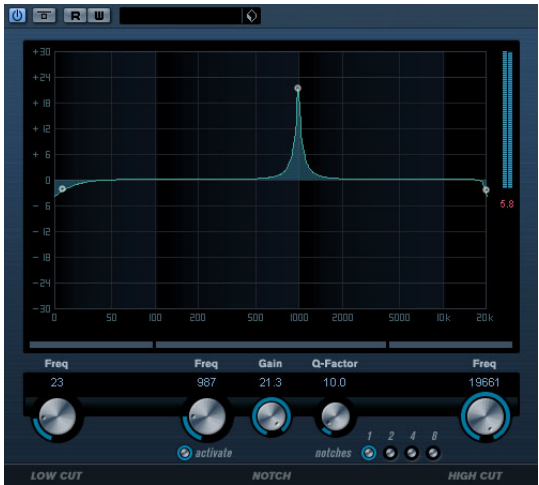 R W
+30
+24
+ 18
+ 12
+ 6
0
- 6
- 12
- 18
- 24
- 30
0 50 100 200 500 1000 2000 5000 10k 20k
5.8
Freq Freq Gain Q-Factor Freq
23 987 21.3 10.0 19661
1 2 4 8
activate notches
LOW CUT NOTCH HIGH CUT